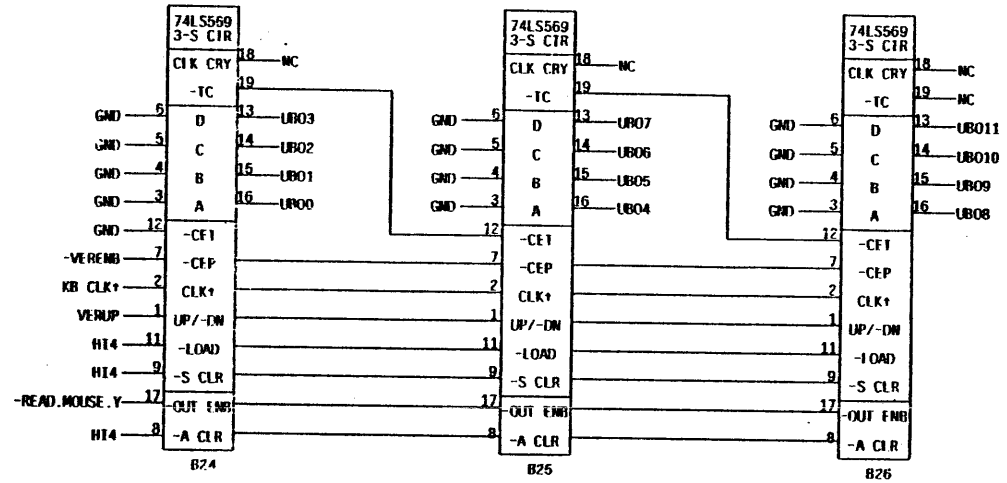 74LS569
3-S CTR
CLK CRY 18 NC
-TC 19
GND 6 D 13 UB03
GND 5 C 14 UB02
GND 4 B 15 UB01
GND 3 A 16 UB00
GND 12 -CET
-VERENB 7 -CEP
KB CLK↑ 2 CLK↑
VERUP 1 UP/-DN
HI4 11 -LOAD
HI4 9 -S CLR
-READ.MOUSE.Y 17 -OUT ENB
HI4 8 -A CLR
B24
74LS569
3-S CTR
CLK CRY 18 NC
-TC 19
GND 6 D 13 UB07
GND 5 C 14 UB06
GND 4 B 15 UB05
GND 3 A 16 UB04
12 -CET
7 -CEP
2 CLK↑
1 UP/-DN
11 -LOAD
9 -S CLR
17 -OUT ENB
8 -A CLR
B25
74LS569
3-S CTR
CLK CRY 18 NC
-TC 19 NC
GND 6 D 13 UB011
GND 5 C 14 UB010
GND 4 B 15 UB09
GND 3 A 16 UB08
12 -CET
7 -CEP
2 CLK↑
1 UP/-DN
11 -LOAD
9 -S CLR
17 -OUT ENB
8 -A CLR
B26